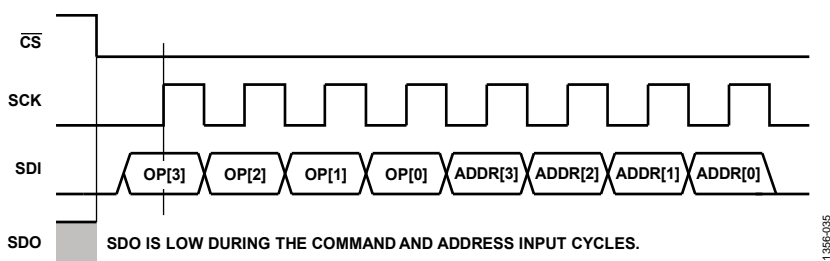 CS
SCK
SDI OP[3] OP[2] OP[1] OP[0] ADDR[3] ADDR[2] ADDR[1] ADDR[0]
SDO SDO IS LOW DURING THE COMMAND AND ADDRESS INPUT CYCLES.
1356-035